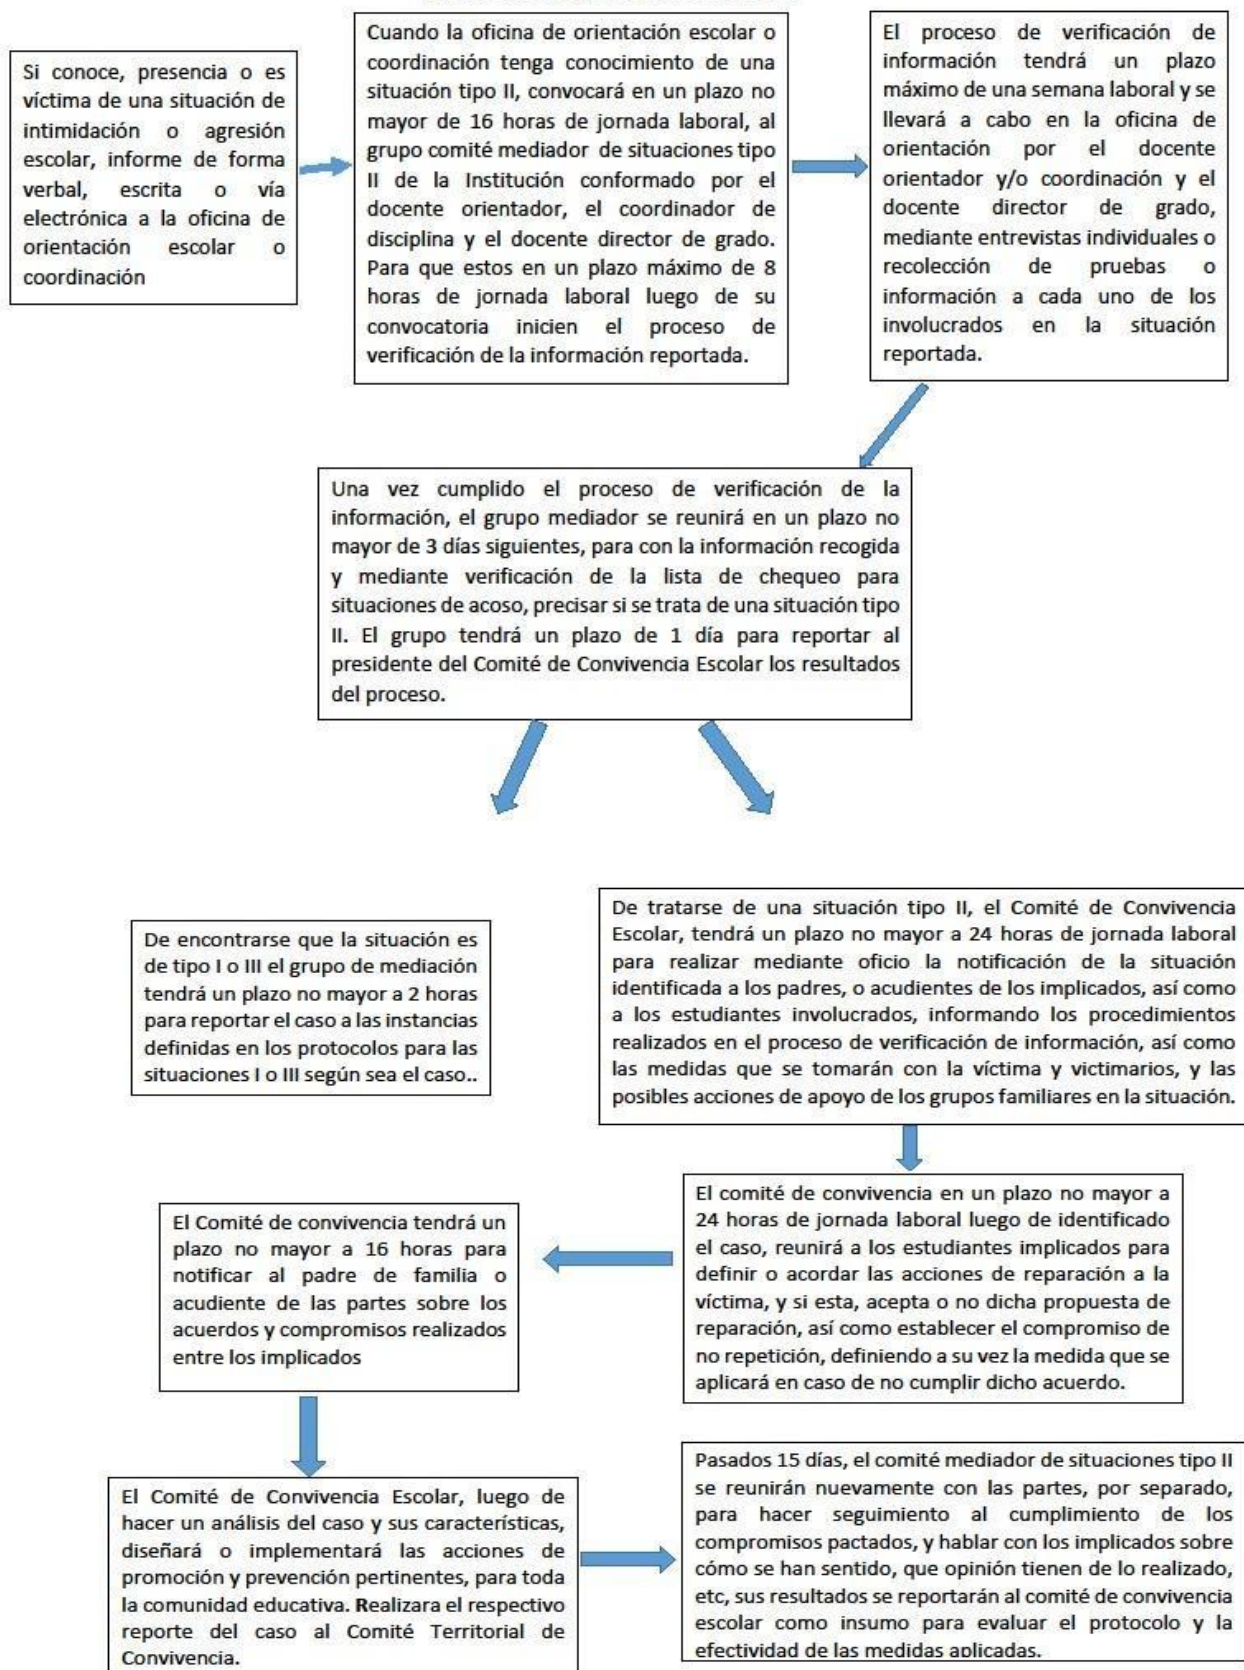 Si conoce, presencia o es
víctima de una situación de
intimidación o agresión
escolar, informe de forma
verbal, escrita o vía
electrónica a la oficina de
orientación escolar o
coordinación
Cuando la oficina de orientación escolar o
coordinación tenga conocimiento de una
situación tipo II, convocará en un plazo no
mayor de 16 horas de jornada laboral, al
grupo comité mediador de situaciones tipo
II de la Institución conformado por el
docente orientador, el coordinador de
disciplina y el docente director de grado.
Para que estos en un plazo máximo de 8
horas de jornada laboral luego de su
convocatoria inicien el proceso de
verificación de la información reportada.
El proceso de verificación de
información tendrá un plazo
máximo de una semana laboral y se
llevará a cabo en la oficina de
orientación por el docente
orientador y/o coordinación y el
docente director de grado,
mediante entrevistas individuales o
recolección de pruebas o
información a cada uno de los
involucrados en la situación
reportada.
Una vez cumplido el proceso de verificación de la
información, el grupo mediador se reunirá en un plazo no
mayor de 3 días siguientes, para con la información recogida
y mediante verificación de la lista de chequeo para
situaciones de acoso, precisar si se trata de una situación tipo
II. El grupo tendrá un plazo de 1 día para reportar al
presidente del Comité de Convivencia Escolar los resultados
del proceso.
De encontrarse que la situación es
de tipo I o III el grupo de mediación
tendrá un plazo no mayor a 2 horas
para reportar el caso a las instancias
definidas en los protocolos para las
situaciones I o III según sea el caso..
De tratarse de una situación tipo II, el Comité de Convivencia
Escolar, tendrá un plazo no mayor a 24 horas de jornada laboral
para realizar mediante oficio la notificación de la situación
identificada a los padres, o acudientes de los implicados, así como
a los estudiantes involucrados, informando los procedimientos
realizados en el proceso de verificación de información, así como
las medidas que se tomarán con la víctima y victimarios, y las
posibles acciones de apoyo de los grupos familiares en la situación.
El comité de convivencia en un plazo no mayor a
24 horas de jornada laboral luego de identificado
el caso, reunirá a los estudiantes implicados para
definir o acordar las acciones de reparación a la
víctima, y si esta, acepta o no dicha propuesta de
reparación, así como establecer el compromiso de
no repetición, definiendo a su vez la medida que se
aplicará en caso de no cumplir dicho acuerdo.
El Comité de convivencia tendrá un
plazo no mayor a 16 horas para
notificar al padre de familia o
acudiente de las partes sobre los
acuerdos y compromisos realizados
entre los implicados
El Comité de Convivencia Escolar, luego de
hacer un análisis del caso y sus características,
diseñará o implementará las acciones de
promoción y prevención pertinentes, para toda
la comunidad educativa. Realizara el respectivo
reporte del caso al Comité Territorial de
Convivencia.
Pasados 15 días, el comité mediador de situaciones tipo II
se reunirán nuevamente con las partes, por separado,
para hacer seguimiento al cumplimiento de los
compromisos pactados, y hablar con los implicados sobre
cómo se han sentido, que opinión tienen de lo realizado,
etc, sus resultados se reportarán al comité de convivencia
escolar como insumo para evaluar el protocolo y la
efectividad de las medidas aplicadas.